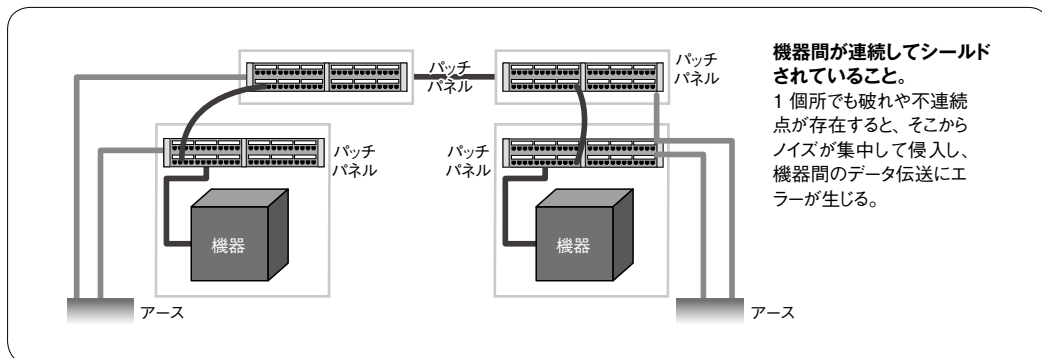 パッチ
パネル
パッチ
パネル
機器間が連続してシールド
されていること。
1 個所でも破れや不連続
点が存在すると、そこから
ノイズが集中して侵入し、
機器間のデータ伝送にエ
ラーが生じる。
パッチ
パネル
パッチ
パネル
機器
機器
アース
アース